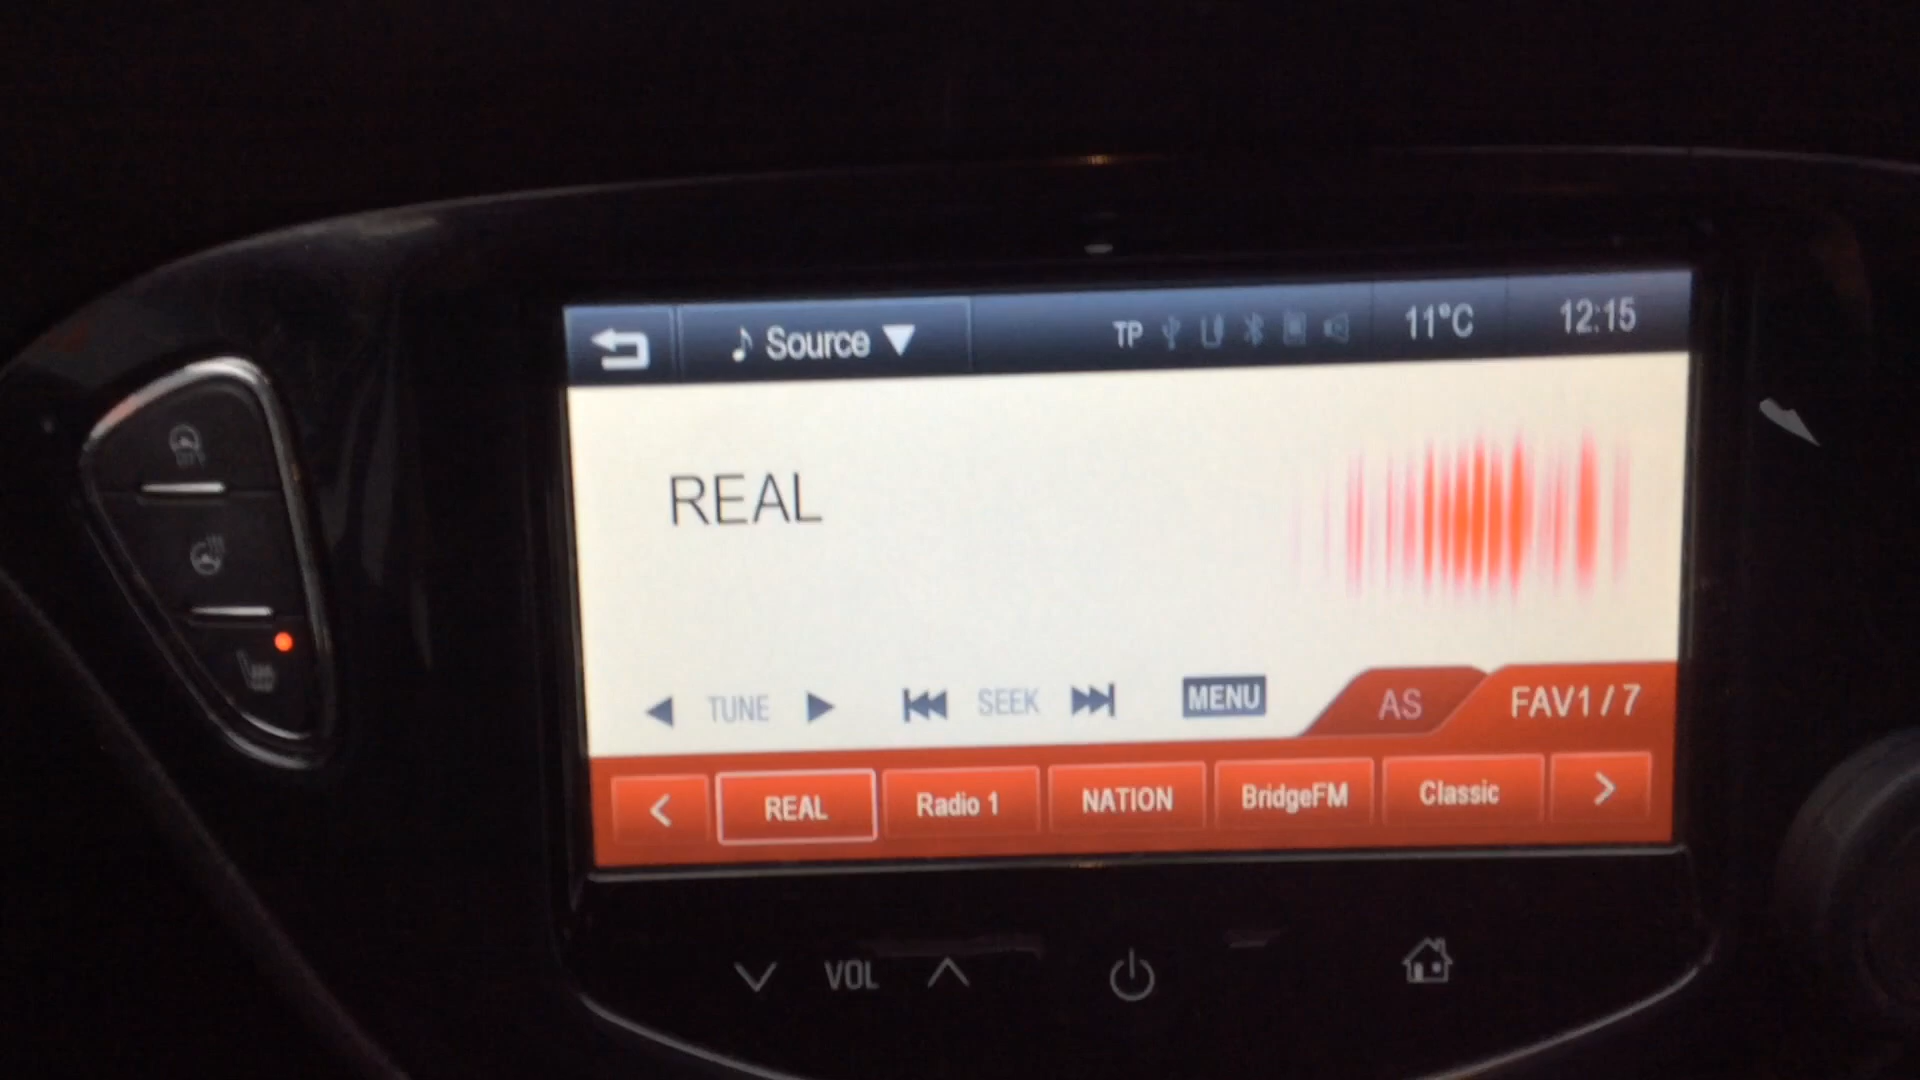 Source TP 11°C 12:15
REAL
TUNE SEEK MENU AS FAV1/7
REAL Radio 1 NATION BridgeFM Classic
VOL